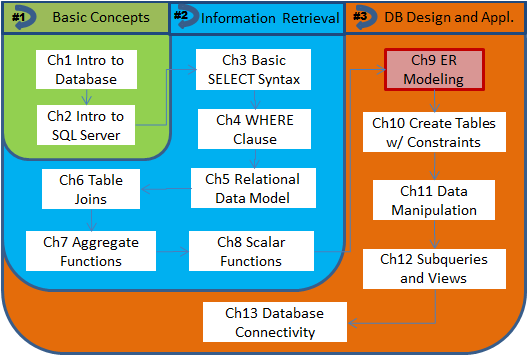 #1 Basic Concepts
#2 Information Retrieval
#3 DB Design and Appl.
Ch1 Intro to
Database
Ch2 Intro to
SQL Server
Ch3 Basic
SELECT Syntax
Ch4 WHERE
Clause
Ch5 Relational
Data Model
Ch6 Table
Joins
Ch7 Aggregate
Functions
Ch8 Scalar
Functions
Ch9 ER
Modeling
Ch10 Create Tables
w/ Constraints
Ch11 Data
Manipulation
Ch12 Subqueries
and Views
Ch13 Database
Connectivity